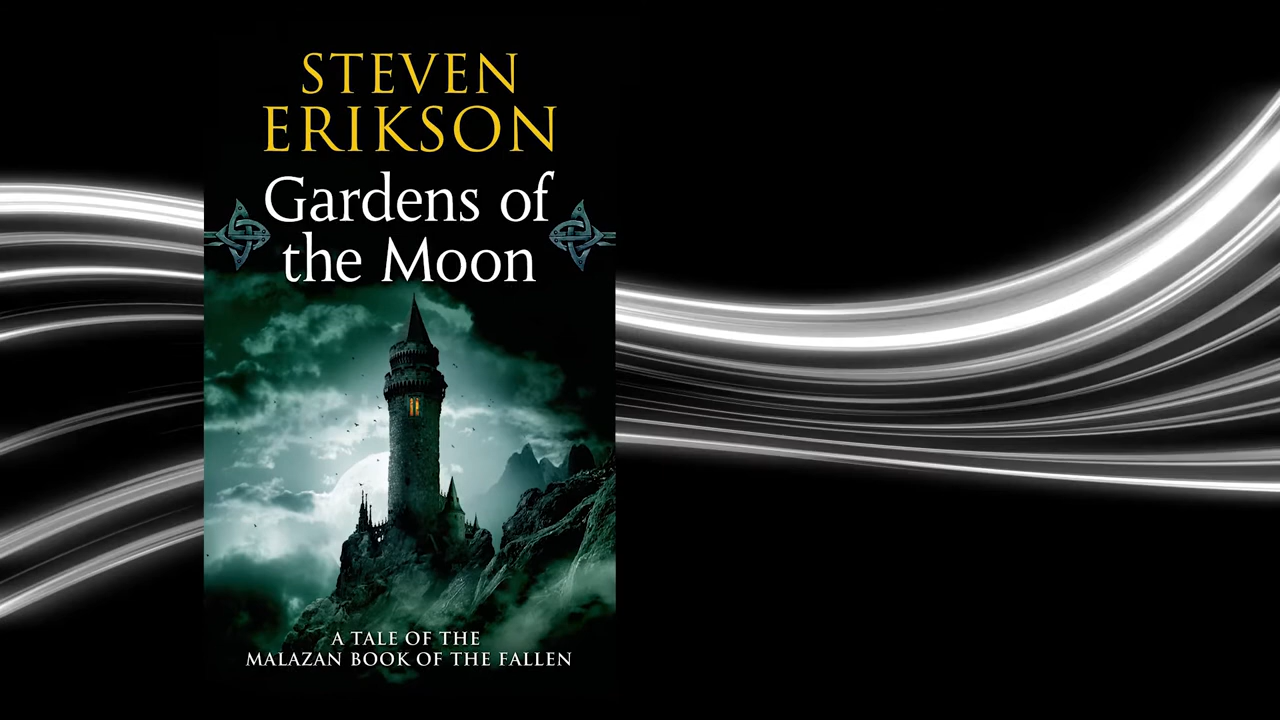 STEVEN
ERIKSON
Gardens of
the Moon
A TALE OF THE
MALAZAN BOOK OF THE FALLEN